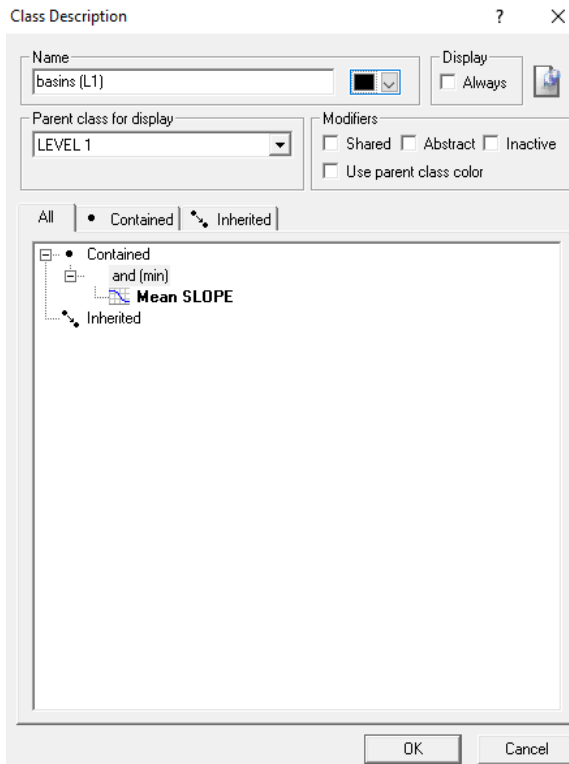 Class Description ?
Name
basins (L1)
Display
Always
Parent class for display
LEVEL 1
Modifiers
Shared Abstract Inactive
Use parent class color
All Contained Inherited
Contained
and (min)
Mean SLOPE
Inherited
OK Cancel